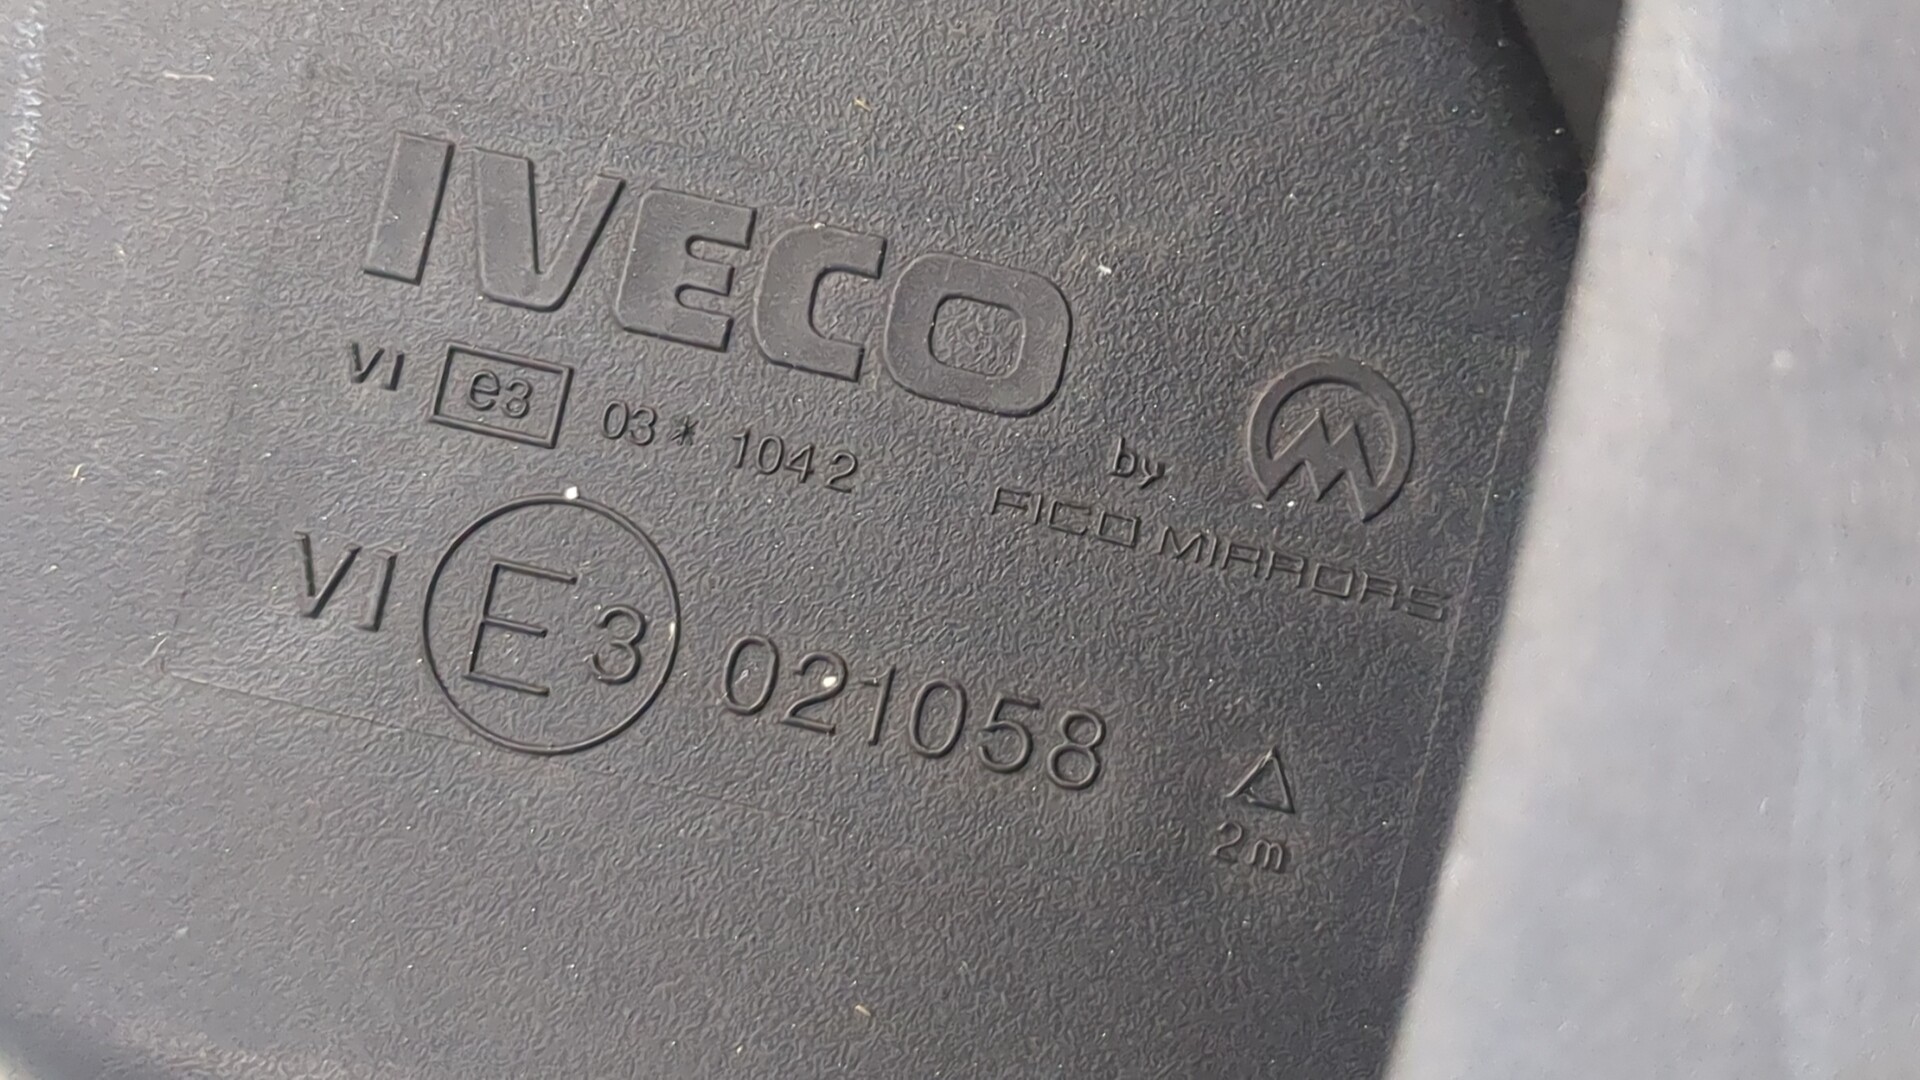 IVECO
VI e3 03* 1042
by
FICO MIRRORS
VI E3 021058
2m